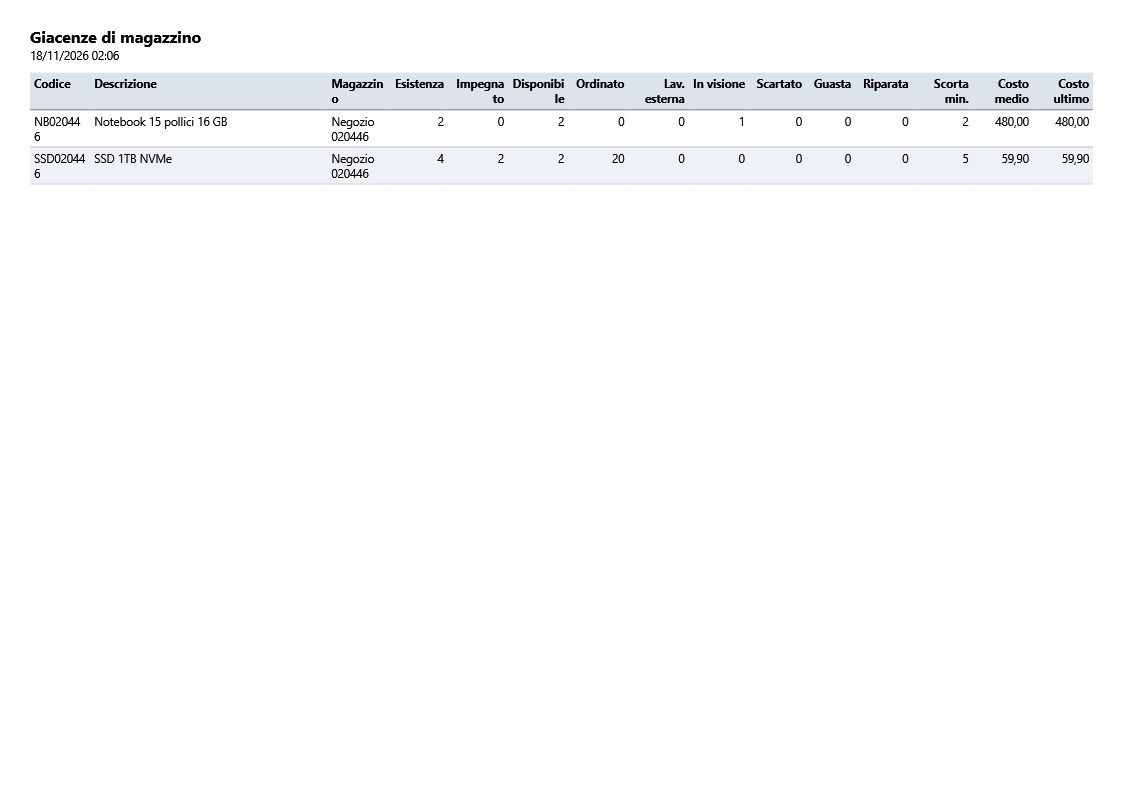 Giacenze di magazzino
18/11/2026 02:06
Codice Descrizione Magazzin o Esistenza Impegna to Disponibi le Ordinato Lav. esterna In visione Scartato Guasta Riparata Scorta min. Costo medio Costo ultimo
NB02044 6 Notebook 15 pollici 16 GB Negozio 020446 2 0 2 0 0 1 0 0 0 2 480,00 480,00
SSD02044 6 SSD 1TB NVMe Negozio 020446 4 2 2 20 0 0 0 0 0 5 59,90 59,90